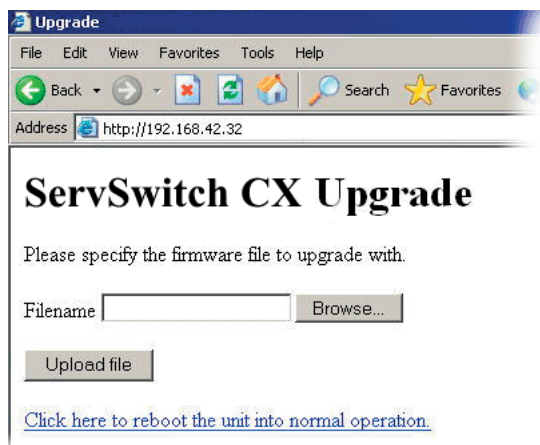 Upgrade
File Edit View Favorites Tools Help
Back Search Favorites
Address http://192.168.42.32
ServSwitch CX Upgrade
Please specify the firmware file to upgrade with.
Filename Browse...
Upload file
Click here to reboot the unit into normal operation.